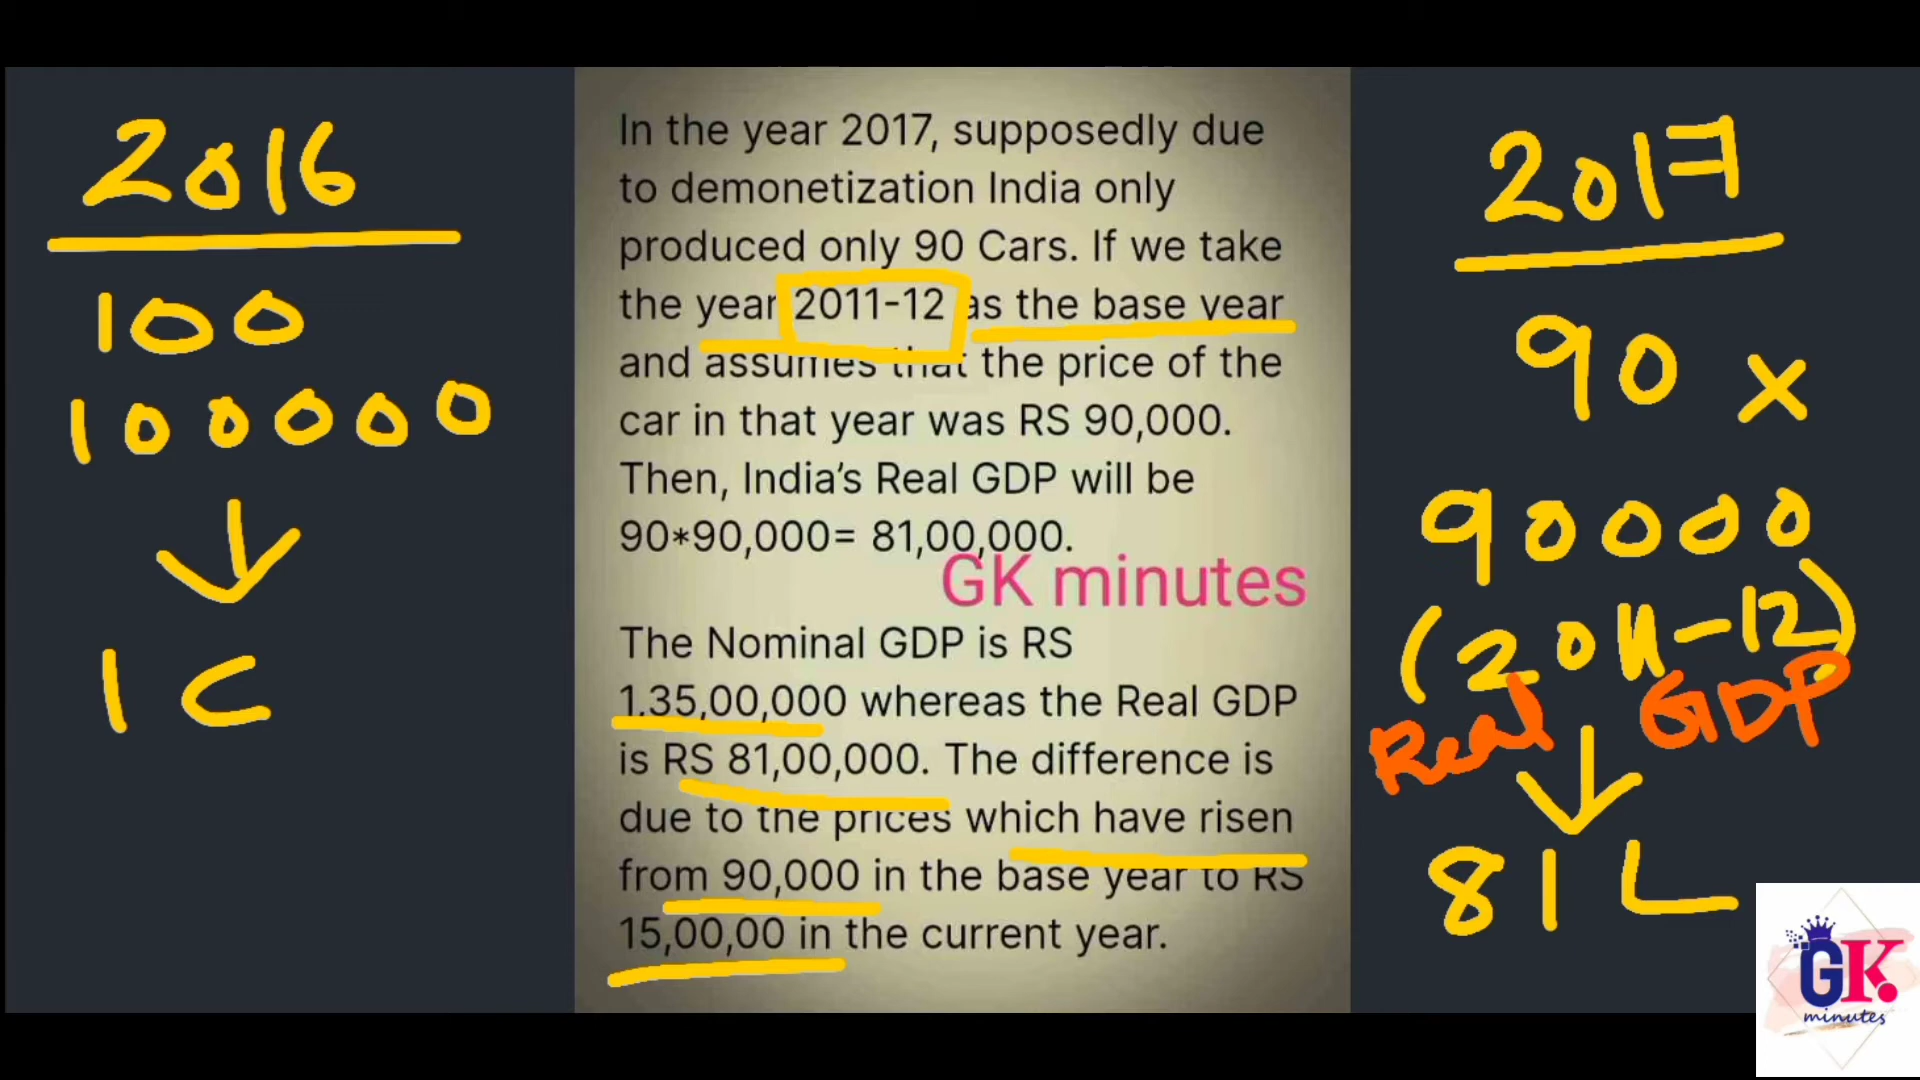 2016
100
100000
1 C
In the year 2017, supposedly due
to demonetization India only
produced only 90 Cars. If we take
the year 2011-12 as the base year
and assumes that the price of the
car in that year was RS 90,000.
Then, India's Real GDP will be
90*90,000= 81,00,000.
GK minutes
The Nominal GDP is RS
1.35,00,000 whereas the Real GDP
is RS 81,00,000. The difference is
due to the prices which have risen
from 90,000 in the base year to RS
15,00,00 in the current year.
2017
90 x
90000
(2011-12)
Real GDP
81 L
GK
minutes